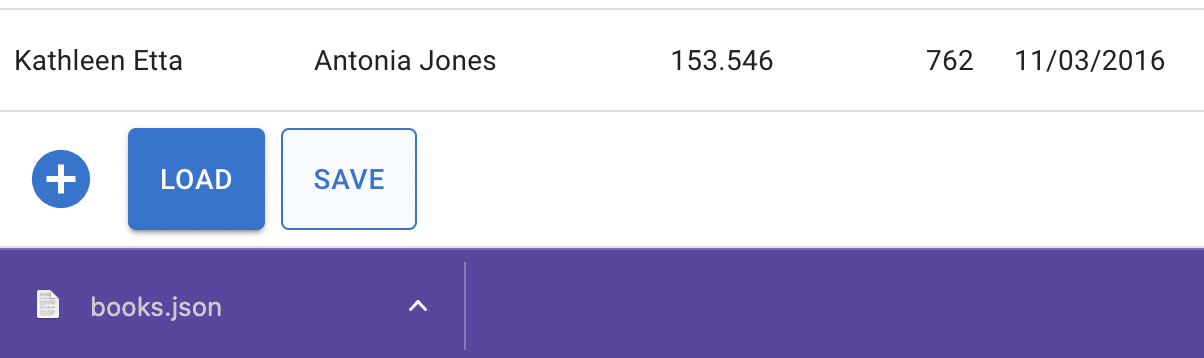 Kathleen Etta Antonia Jones 153.546 762 11/03/2016
LOAD SAVE
books.json